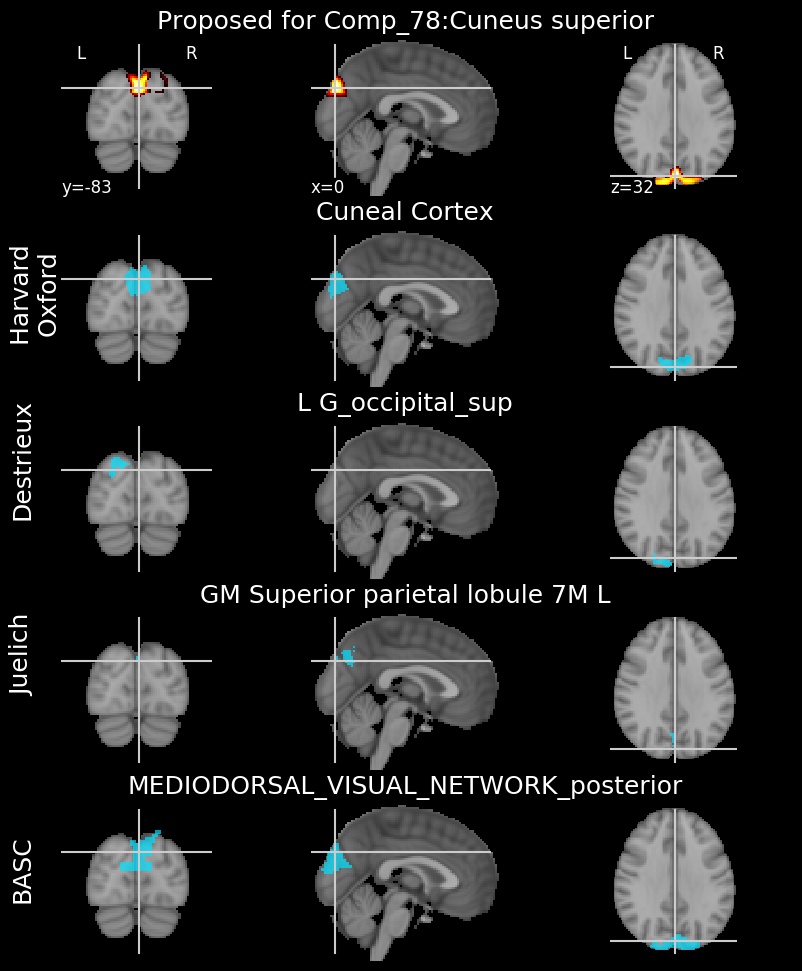 Proposed for Comp_78:Cuneus superior
L R
L R
y=-83
x=0
z=32
Cuneal Cortex
Harvard
Oxford
L G_occipital_sup
Destrieux
GM Superior parietal lobule 7M L
Juelich
MEDIODORSAL_VISUAL_NETWORK_posterior
BASC